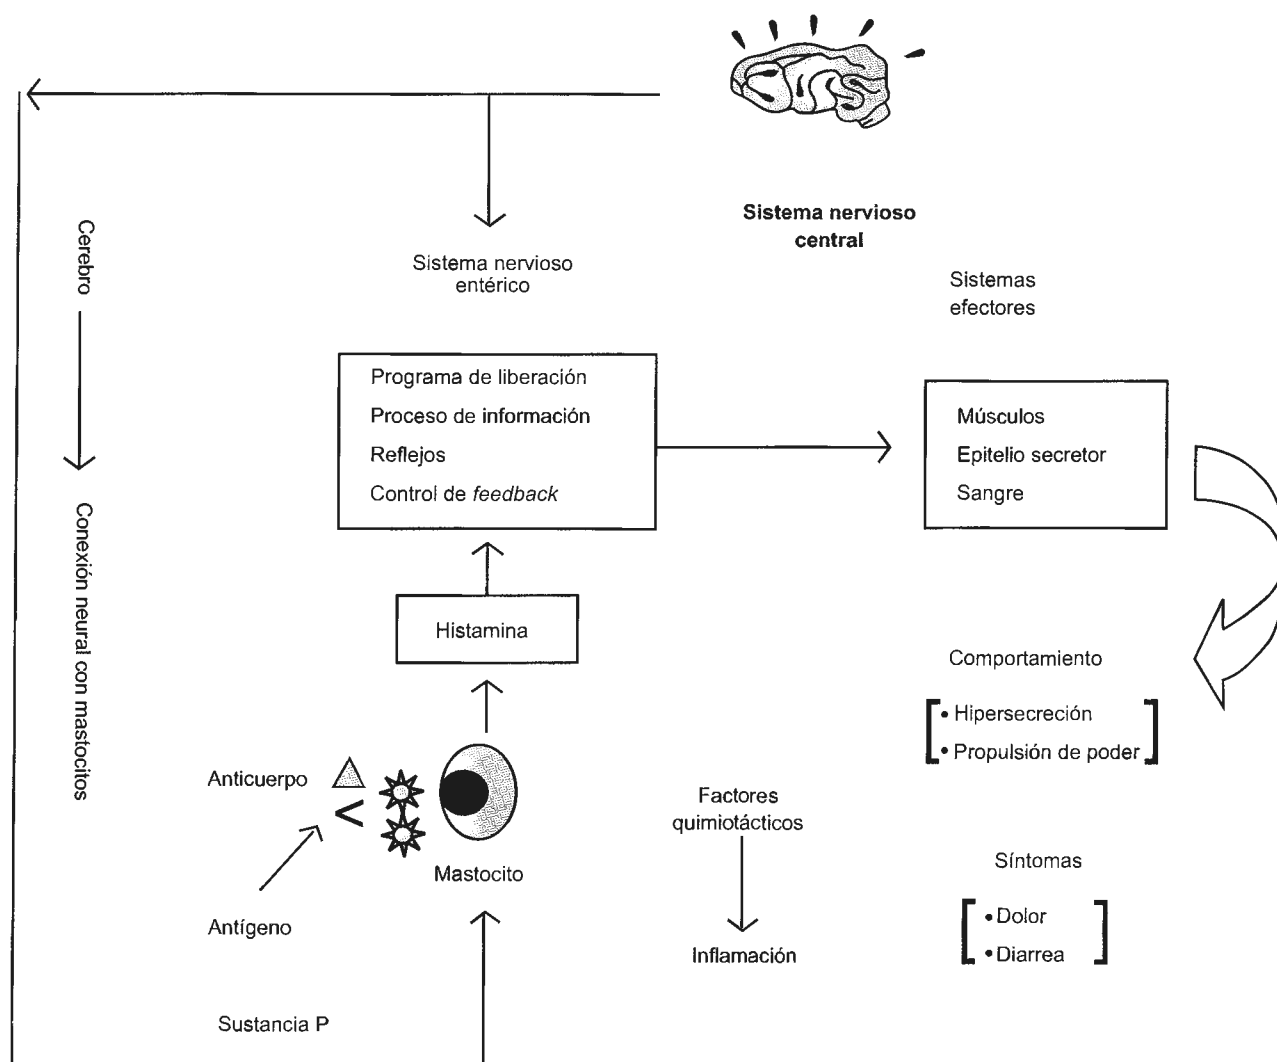 Sistema nervioso
central
Cerebro
Conexión neural con mastocitos
Sistema nervioso
entérico
Programa de liberación
Proceso de información
Reflejos
Control de feedback
Sistemas
efectores
Músculos
Epitelio secretor
Sangre
Histamina
Comportamiento
• Hipersecreción
• Propulsión de poder
Anticuerpo
Mastocito
Antígeno
Sustancia P
Factores
quimiotácticos
Inflamación
Síntomas
• Dolor
• Diarrea